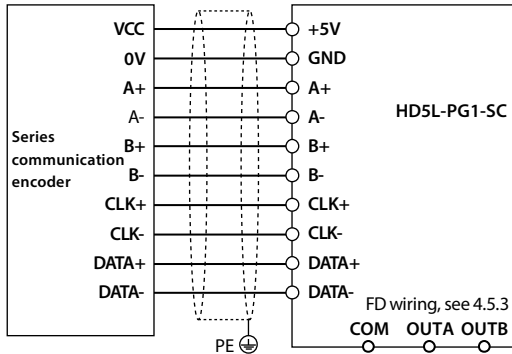 VCC +5V
0V GND
A+ A+
A- A- HD5L-PG1-SC
B+ B+
Series
communication
encoder
B- B-
CLK+ CLK+
CLK- CLK-
DATA+ DATA+
DATA- DATA-
FD wiring, see 4.5.3
COM OUTA OUTB
PE